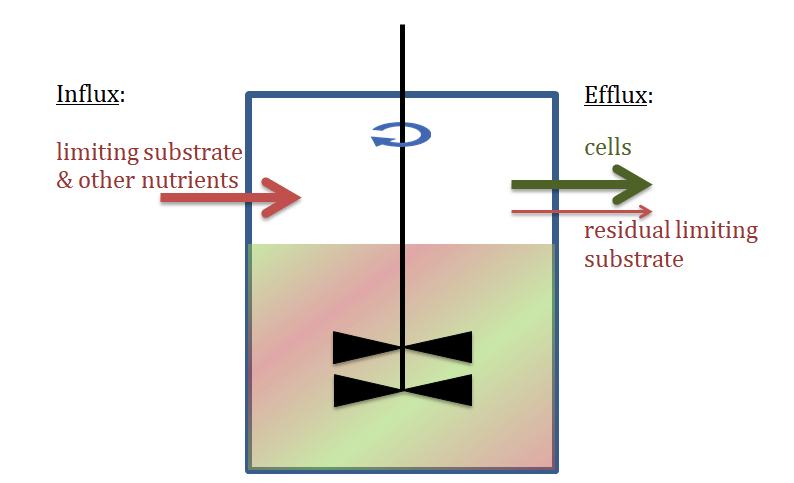 Influx:
limiting substrate
& other nutrients
Efflux:
cells
residual limiting
substrate